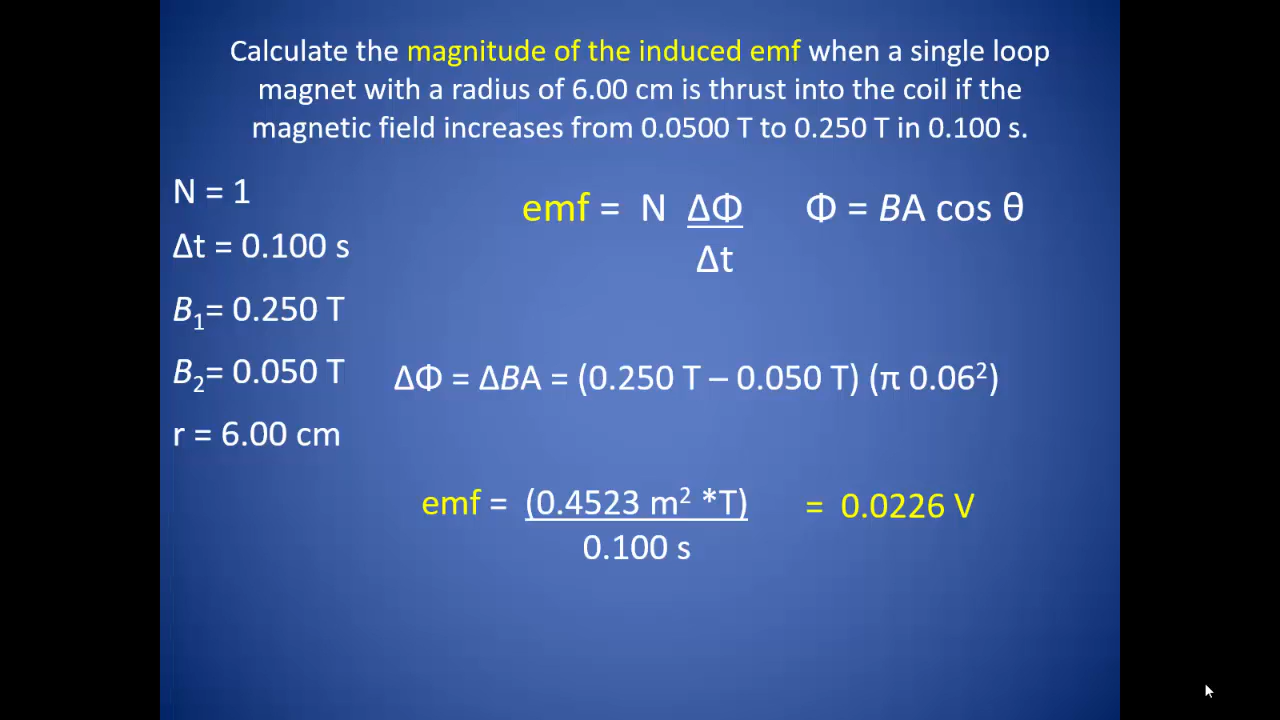 Calculate the magnitude of the induced emf when a single loop
magnet with a radius of 6.00 cm is thrust into the coil if the
magnetic field increases from 0.0500 T to 0.250 T in 0.100 s.
N = 1
emf = N ΔΦ
Δt
Φ = BA cos θ
Δt = 0.100 s
B₁= 0.250 T
B₂= 0.050 T
ΔΦ = ΔBA = (0.250 T – 0.050 T) (π 0.06²)
r = 6.00 cm
emf = (0.4523 m² *T)
0.100 s
= 0.0226 V